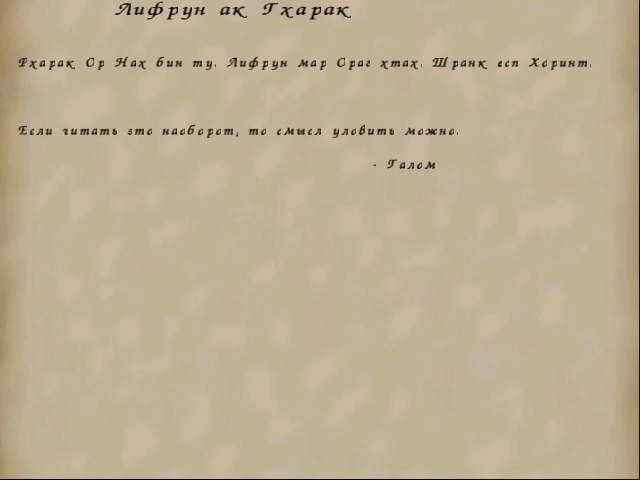 Лифрун ак Гхарак
Рхарак Ор Нах бин ту. Лифрун мар Ораг хтах. Шранк есп Хоринт.
Если читать это наоборот, то смысл уловить можно.
- Галом